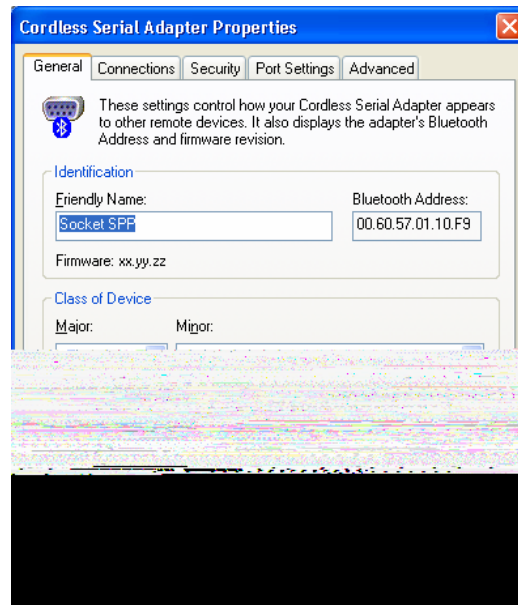 Cordless Serial Adapter Properties
General Connections Security Port Settings Advanced
These settings control how your Cordless Serial Adapter appears
to other remote devices. It also displays the adapter's Bluetooth
Address and firmware revision.
Identification
Friendly Name: Bluetooth Address:
Socket SPP 00.60.57.01.10.F9
Firmware: xx.yy.zz
Class of Device
Major: Minor: